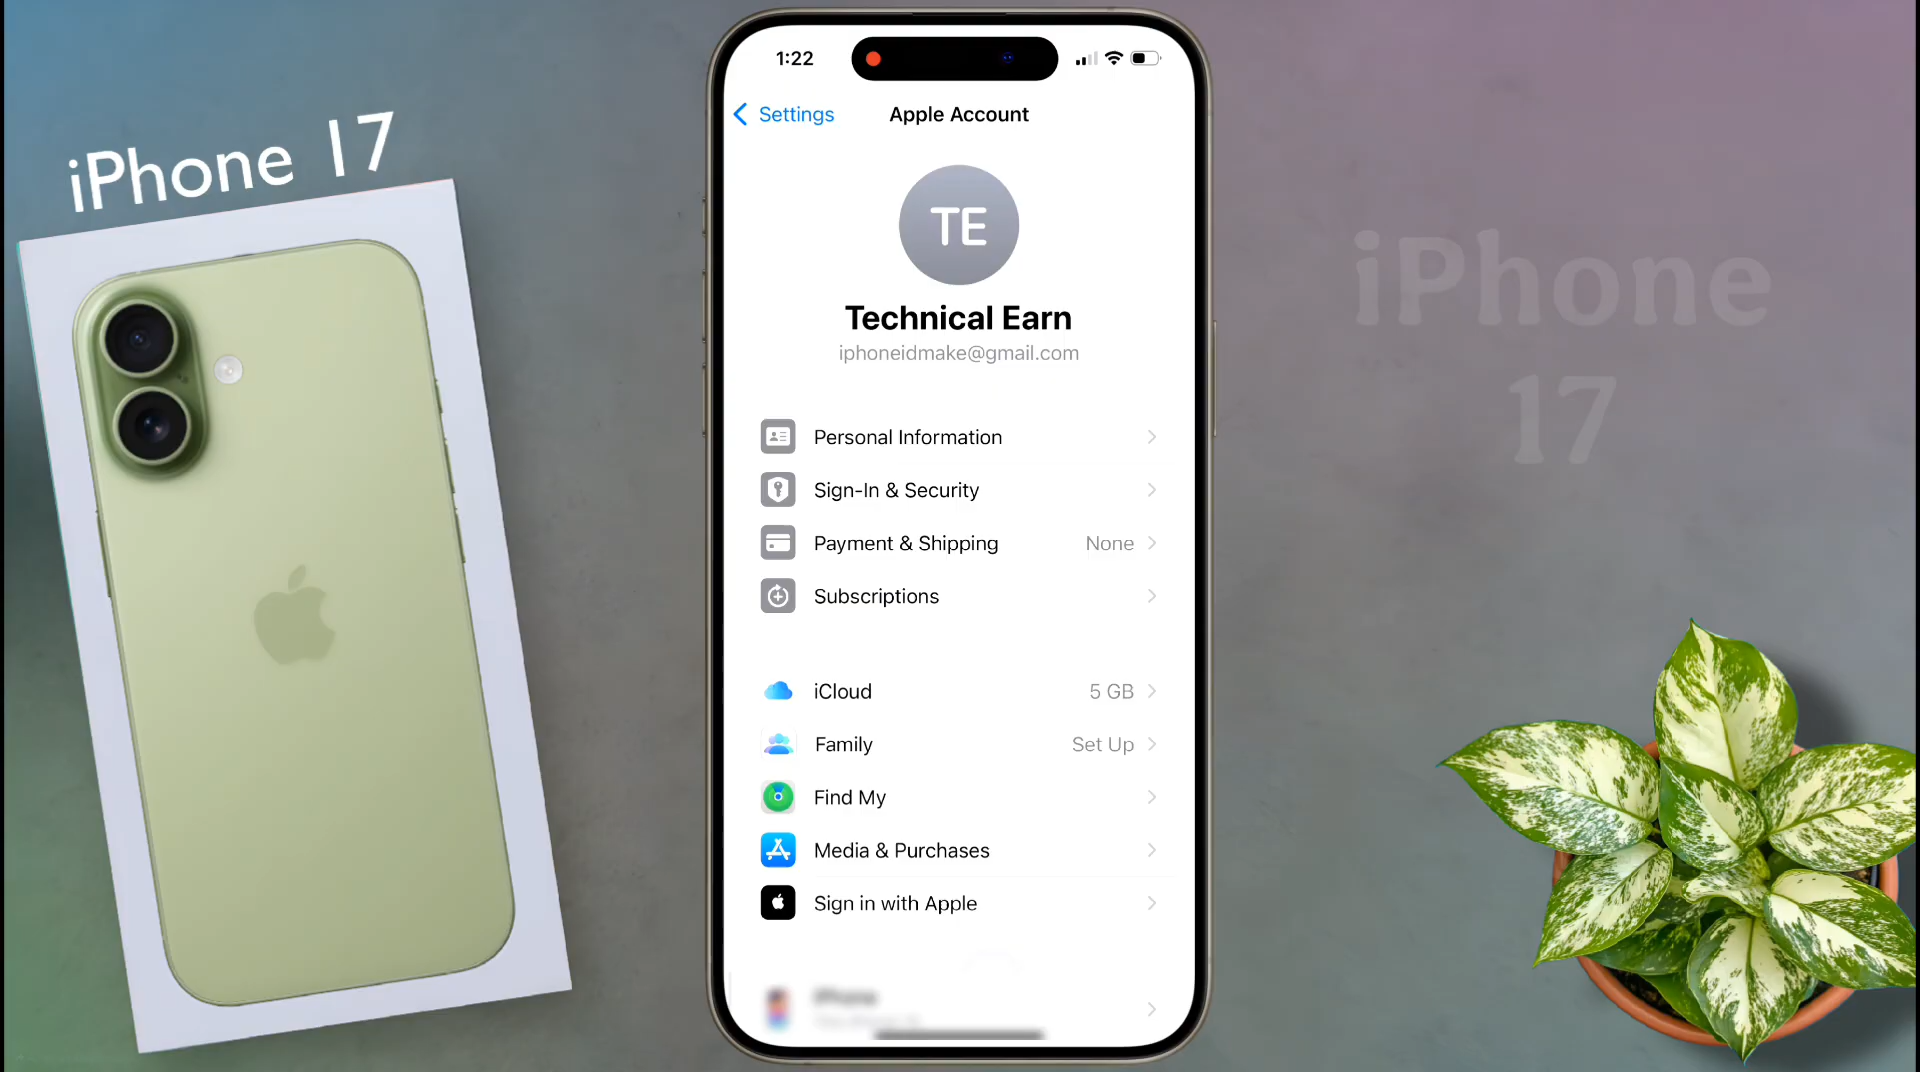 iPhone 17
1:22
Settings
Apple Account
TE
Technical Earn
iphoneidmake@gmail.com
Personal Information
Sign-In & Security
Payment & Shipping None
Subscriptions
iCloud 5 GB
Family Set Up
Find My
Media & Purchases
Sign in with Apple
iPhone
iPhone
17